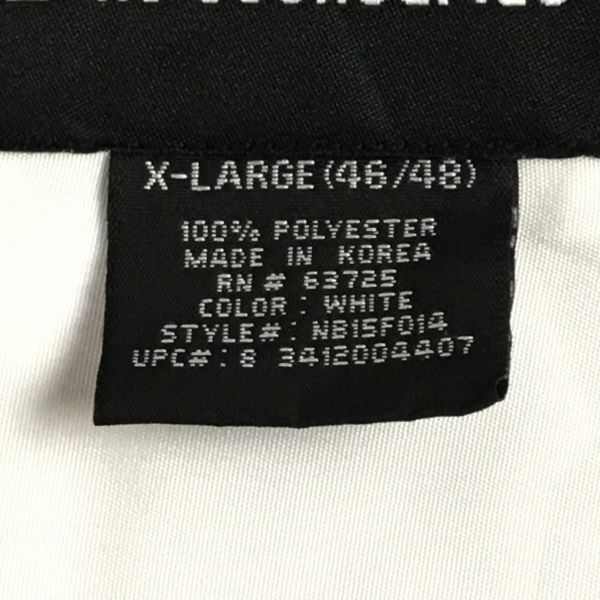 X-LARGE(46/48)
100% POLYESTER
MADE IN KOREA
RN # 63725
COLOR : WHITE
STYLE#: NB15F014
UPC#: 8 3412004407